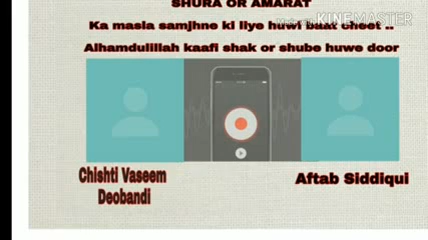 SHURA OR AMARAT
Ka masla samjhne ki liye huwi baat cheet ..
KINEMASTER
Alhamdulillah kaafi shak or shube huwe door
Chishti Vaseem
Deobandi
Aftab Siddiqui